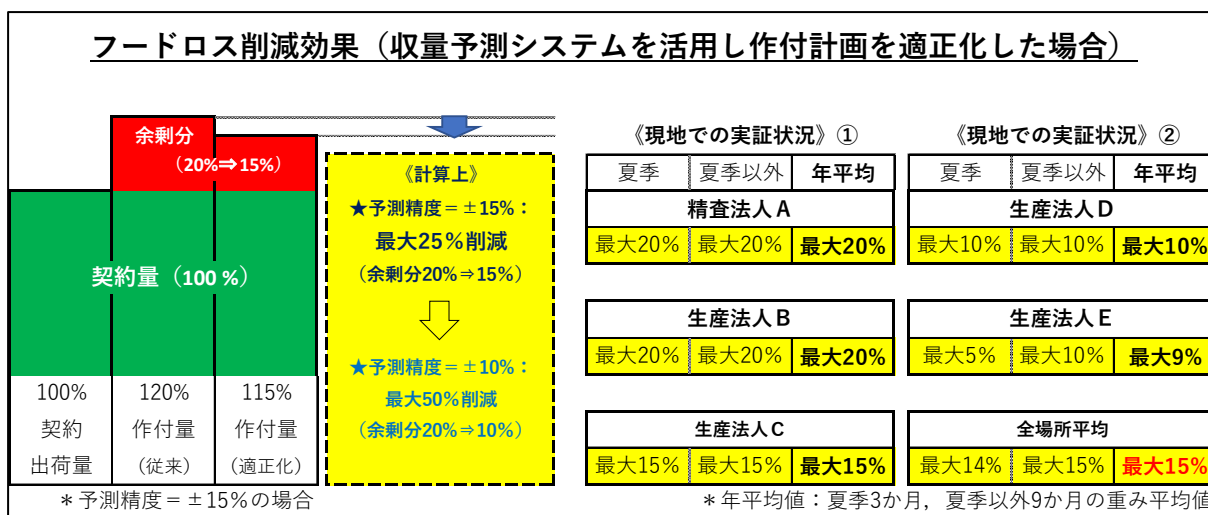 フードロス削減効果（収量予測システムを活用し作付計画を適正化した場合）
余剰分
（20%⇒15%）
契約量（100 %）
100%
契約
出荷量
120%
作付量
（従来）
115%
作付量
（適正化）
＊予測精度＝±15%の場合
《計算上》
★予測精度＝±15%：
最大25%削減
（余剰分20%⇒15%）
★予測精度＝±10%：
最大50%削減
（余剰分20%⇒10%）
《現地での実証状況》①
夏季 夏季以外 年平均
精査法人A
最大20% 最大20% 最大20%
生産法人B
最大20% 最大20% 最大20%
生産法人C
最大15% 最大15% 最大15%
《現地での実証状況》②
夏季 夏季以外 年平均
生産法人D
最大10% 最大10% 最大10%
生産法人E
最大5% 最大10% 最大9%
全場所平均
最大14% 最大15% 最大15%
＊年平均値：夏季3か月，夏季以外9か月の重み平均値